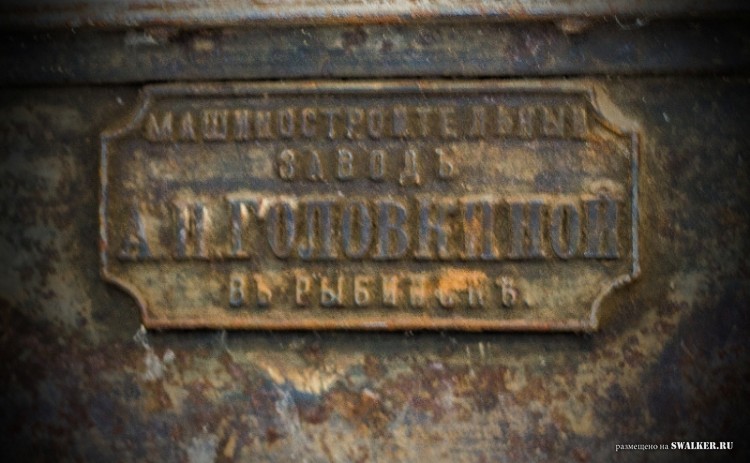 МАШИНОСТРОИТЕЛЬНЫЙ
ЗАВОДЪ
А.Н.ГОЛОВКИНОЙ
ВЪ РЫБИНСКѢ.
размещено на SWALKER.RU